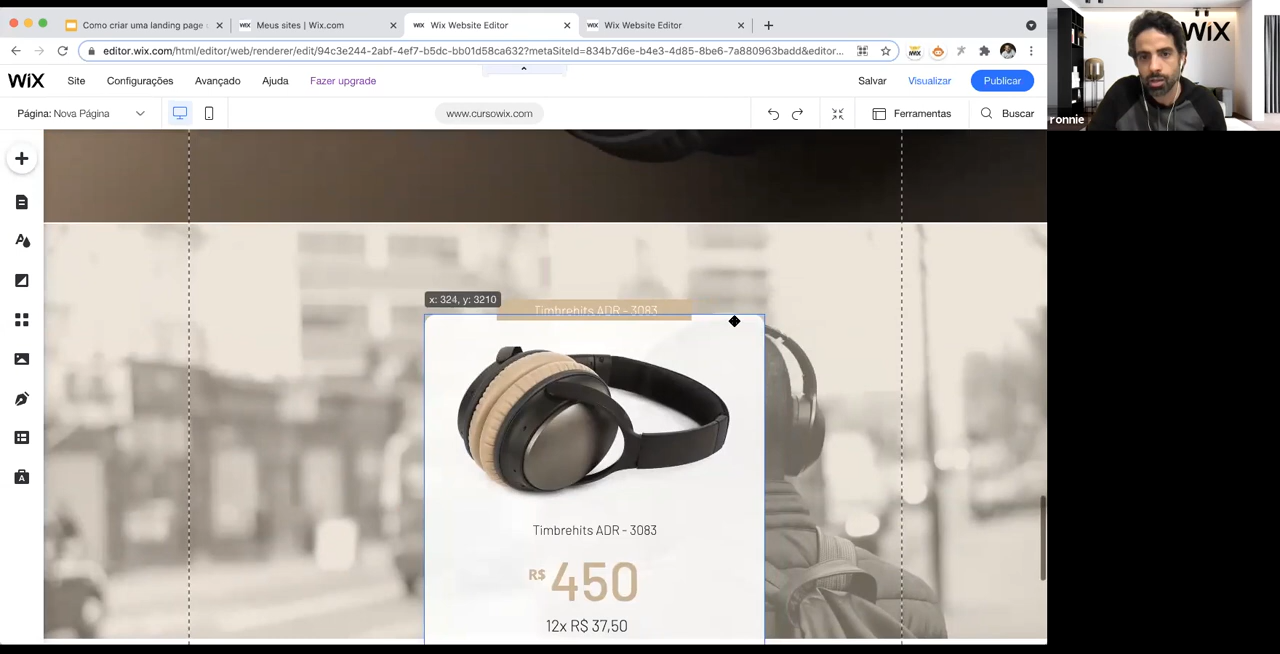 Como criar uma landing page
Meus sites | Wix.com
Wix Website Editor
Wix Website Editor
editor.wix.com/html/editor/web/renderer/edit/94c3e244-2abf-4ef7-b5dc-bb01d58ca632?metaSiteId=834b7d6e-b4e3-4d85-8be6-7a880963badd&editor...
WiX
Site
Configurações
Avançado
Ajuda
Fazer upgrade
Salvar
Visualizar
Publicar
Página: Nova Página
www.cursowix.com
Ferramentas
Buscar
WiX
ronnie
x: 324, y: 3210
Timbrehits ADR - 3083
Timbrehits ADR - 3083
R$ 450
12x R$ 37,50